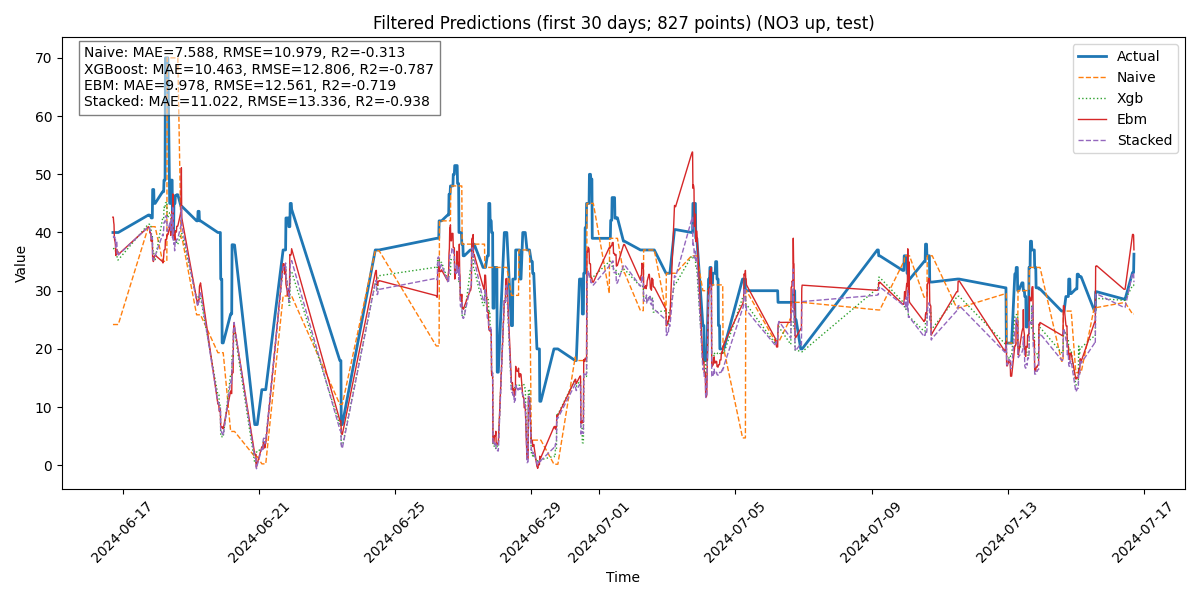 Filtered Predictions (first 30 days; 827 points) (NO3 up, test)
Naive: MAE=7.588, RMSE=10.979, R2=-0.313
XGBoost: MAE=10.463, RMSE=12.806, R2=-0.787
EBM: MAE=9.978, RMSE=12.561, R2=-0.719
Stacked: MAE=11.022, RMSE=13.336, R2=-0.938
Actual
Naive
Xgb
Ebm
Stacked
Value
70
60
50
40
30
20
10
0
2024-06-17
2024-06-21
2024-06-25
2024-06-29
2024-07-01
2024-07-05
2024-07-09
2024-07-13
2024-07-17
Time